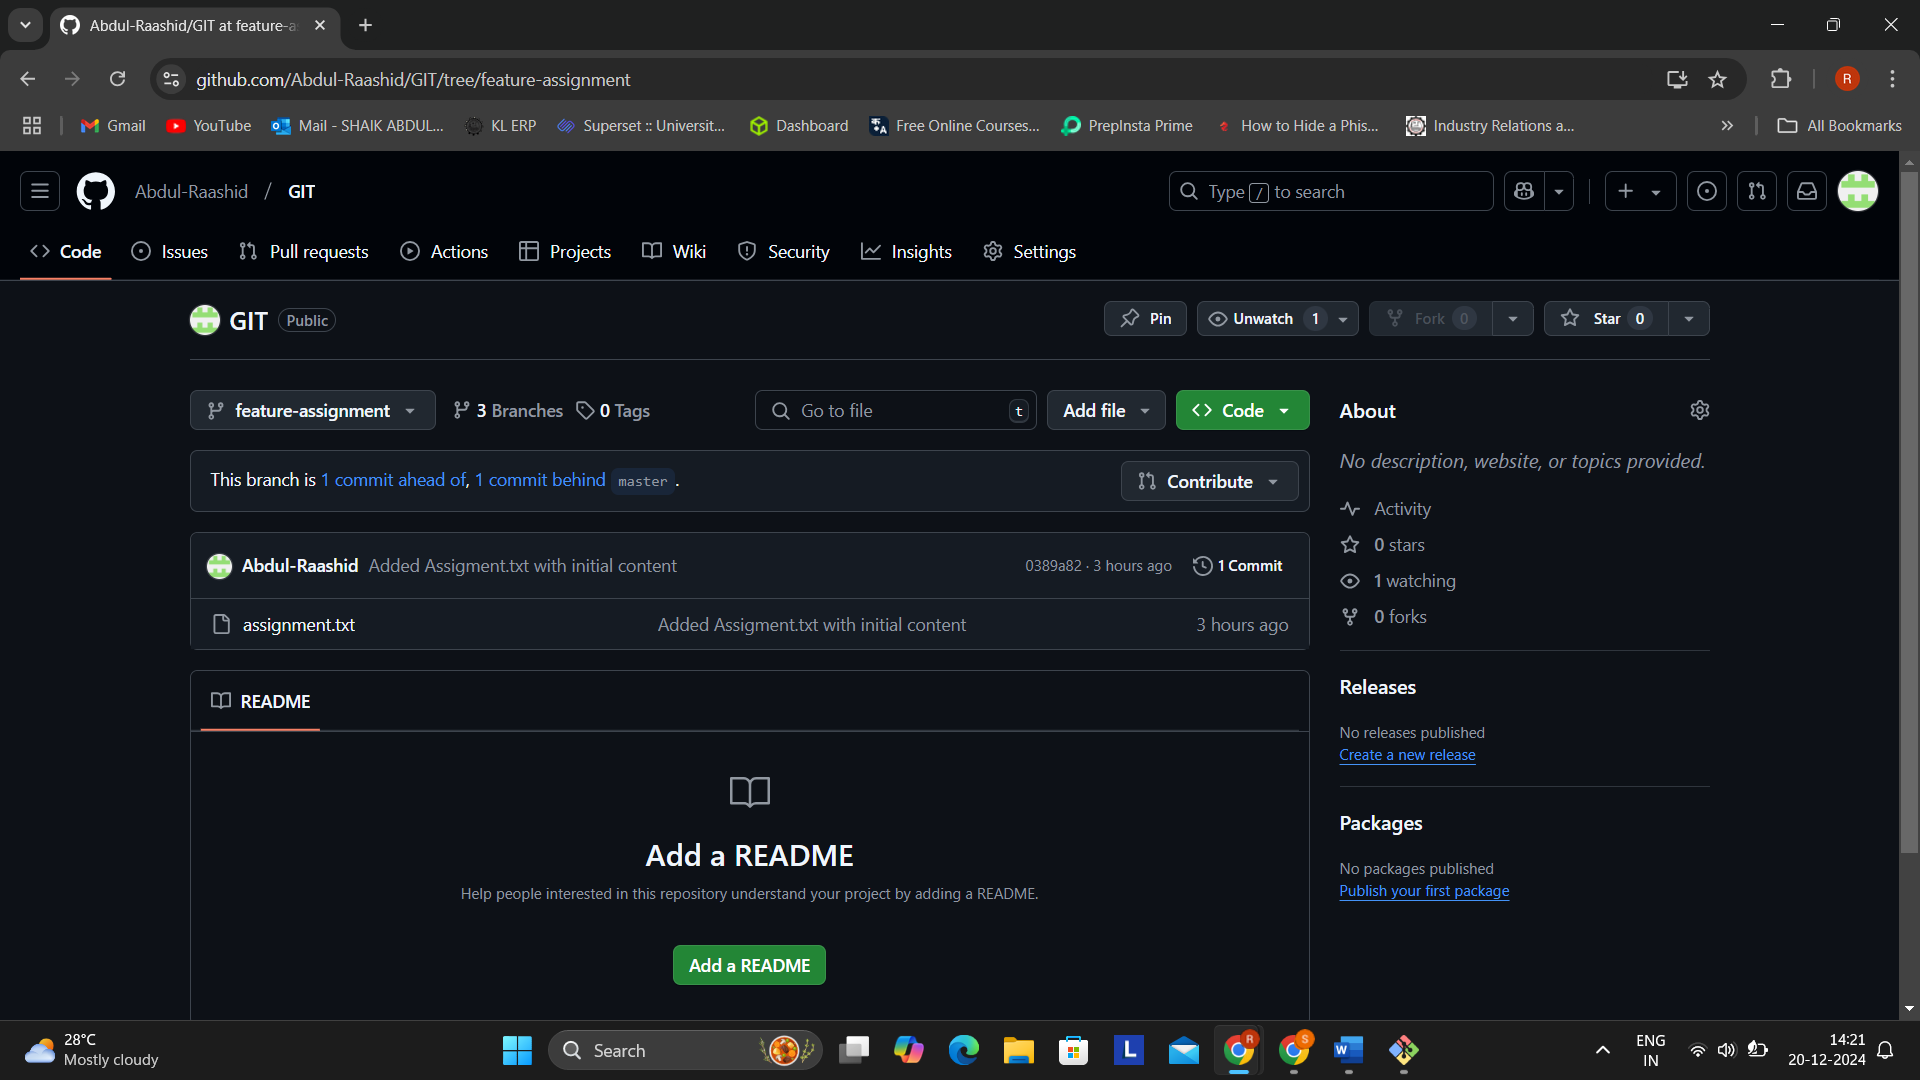 Abdul-Raashid/GIT at feature-as
github.com/Abdul-Raashid/GIT/tree/feature-assignment
R
Gmail YouTube Mail - SHAIK ABDUL... KL ERP Superset :: Universit... Dashboard Free Online Courses... PrepInsta Prime How to Hide a Phis... Industry Relations a... All Bookmarks
Abdul-Raashid / GIT Type / to search
Code Issues Pull requests Actions Projects Wiki Security Insights Settings
GIT Public Pin Unwatch 1 Fork 0 Star 0
feature-assignment 3 Branches 0 Tags Go to file t Add file Code
This branch is 1 commit ahead of, 1 commit behind master .
Contribute
Abdul-Raashid Added Assigment.txt with initial content 0389a82 · 3 hours ago 1 Commit
assignment.txt Added Assigment.txt with initial content 3 hours ago
README
Add a README
Help people interested in this repository understand your project by adding a README.
Add a README
About
No description, website, or topics provided.
Activity
0 stars
1 watching
0 forks
Releases
No releases published
Create a new release
Packages
No packages published
Publish your first package
28°C
Mostly cloudy
Search
L
R
S
W
ENG
IN
14:21
20-12-2024